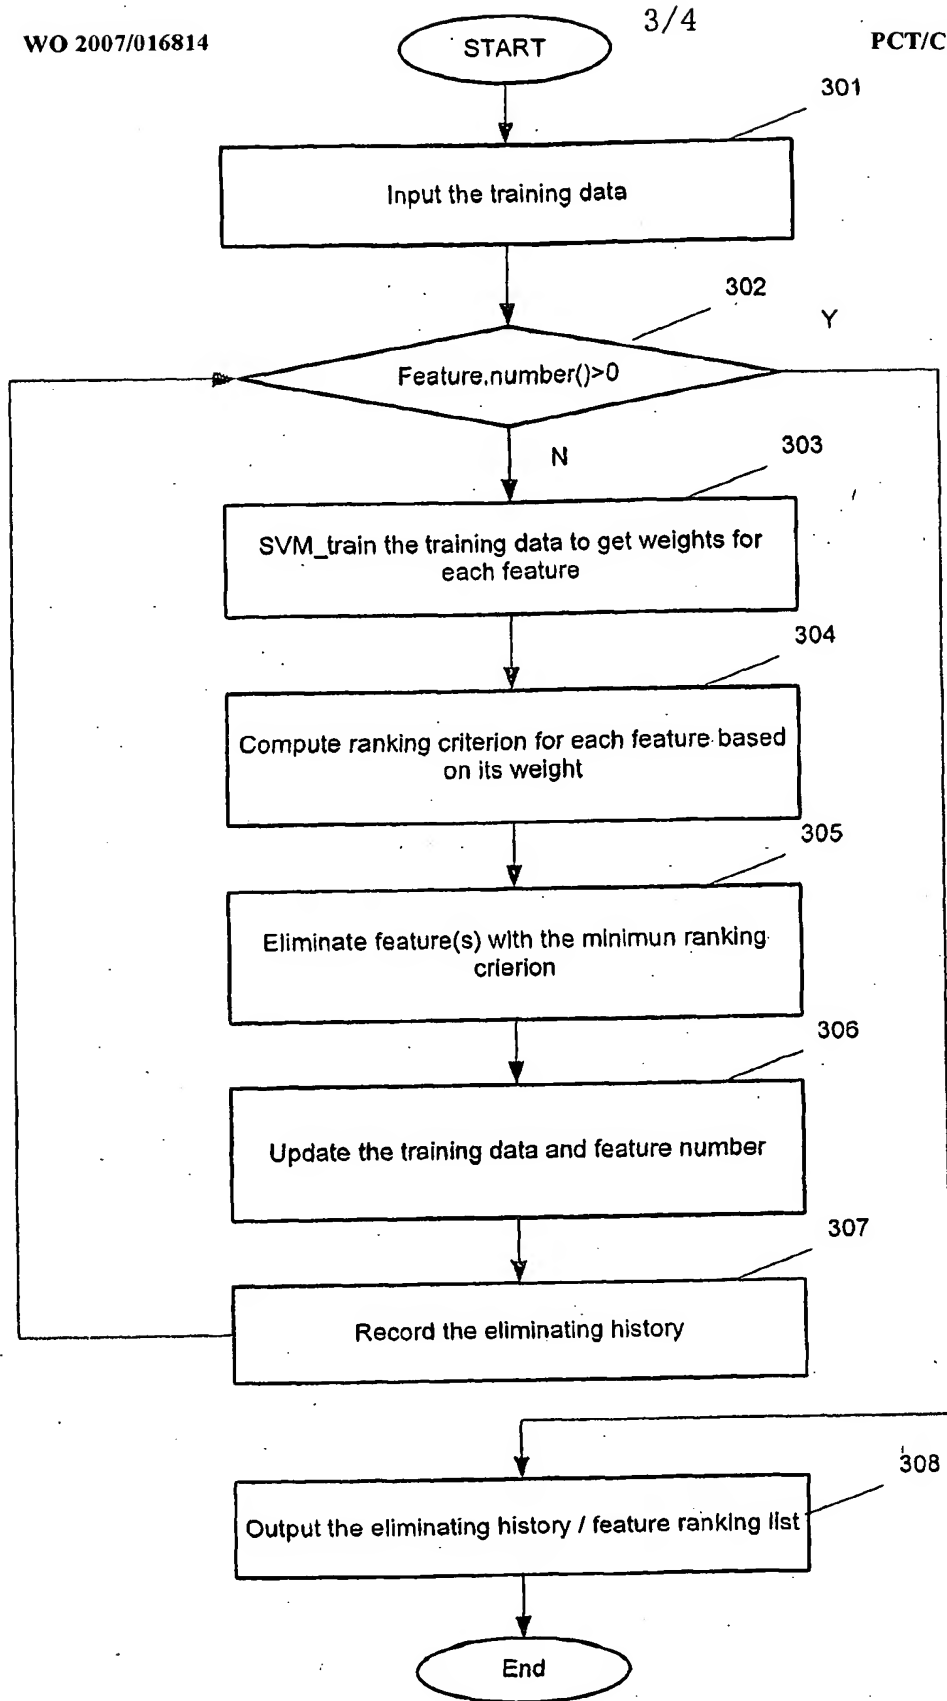 3/4
WO 2007/016814
PCT/C
START
301
Input the training data
302
Y
Feature.number()>0
N
303
SVM_train the training data to get weights for
each feature
304
Compute ranking criterion for each feature based
on its weight
305
Eliminate feature(s) with the minimun ranking
crierion
306
Update the training data and feature number
307
Record the eliminating history
308
Output the eliminating history / feature ranking list
End